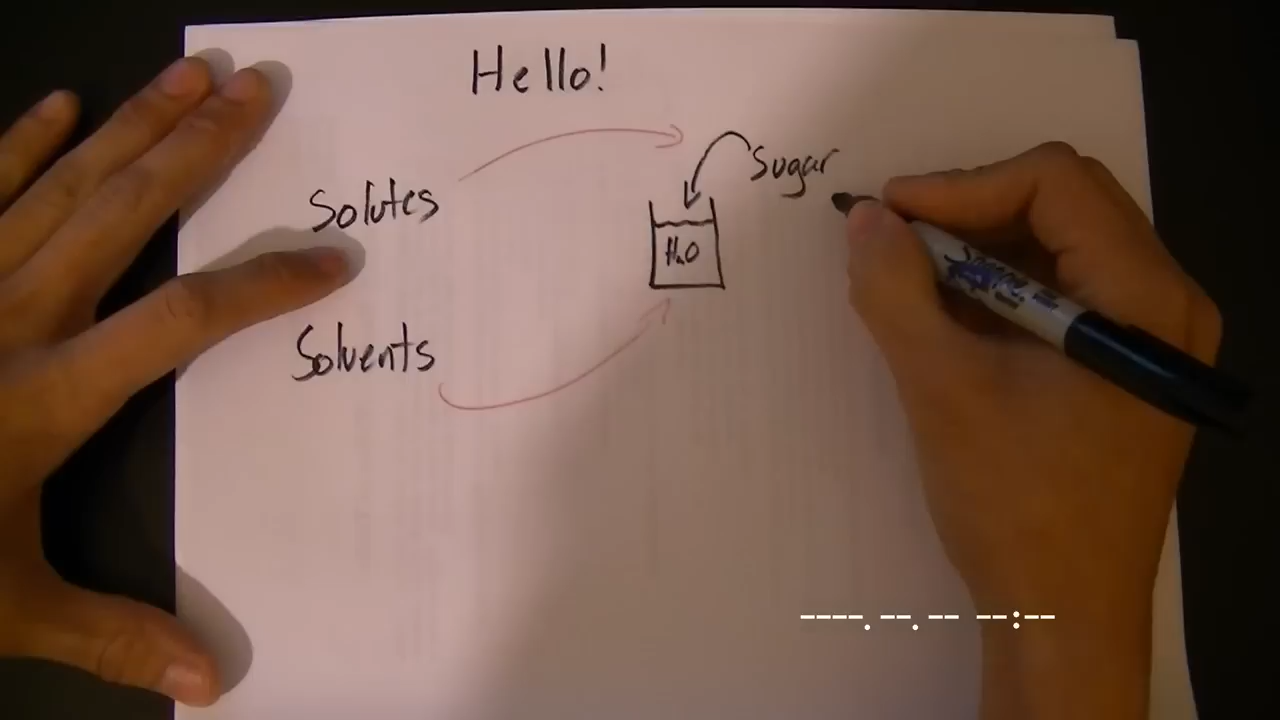 Hello!
Solutes
Sugar
H₂O
Solvents
----.--.-- --:--